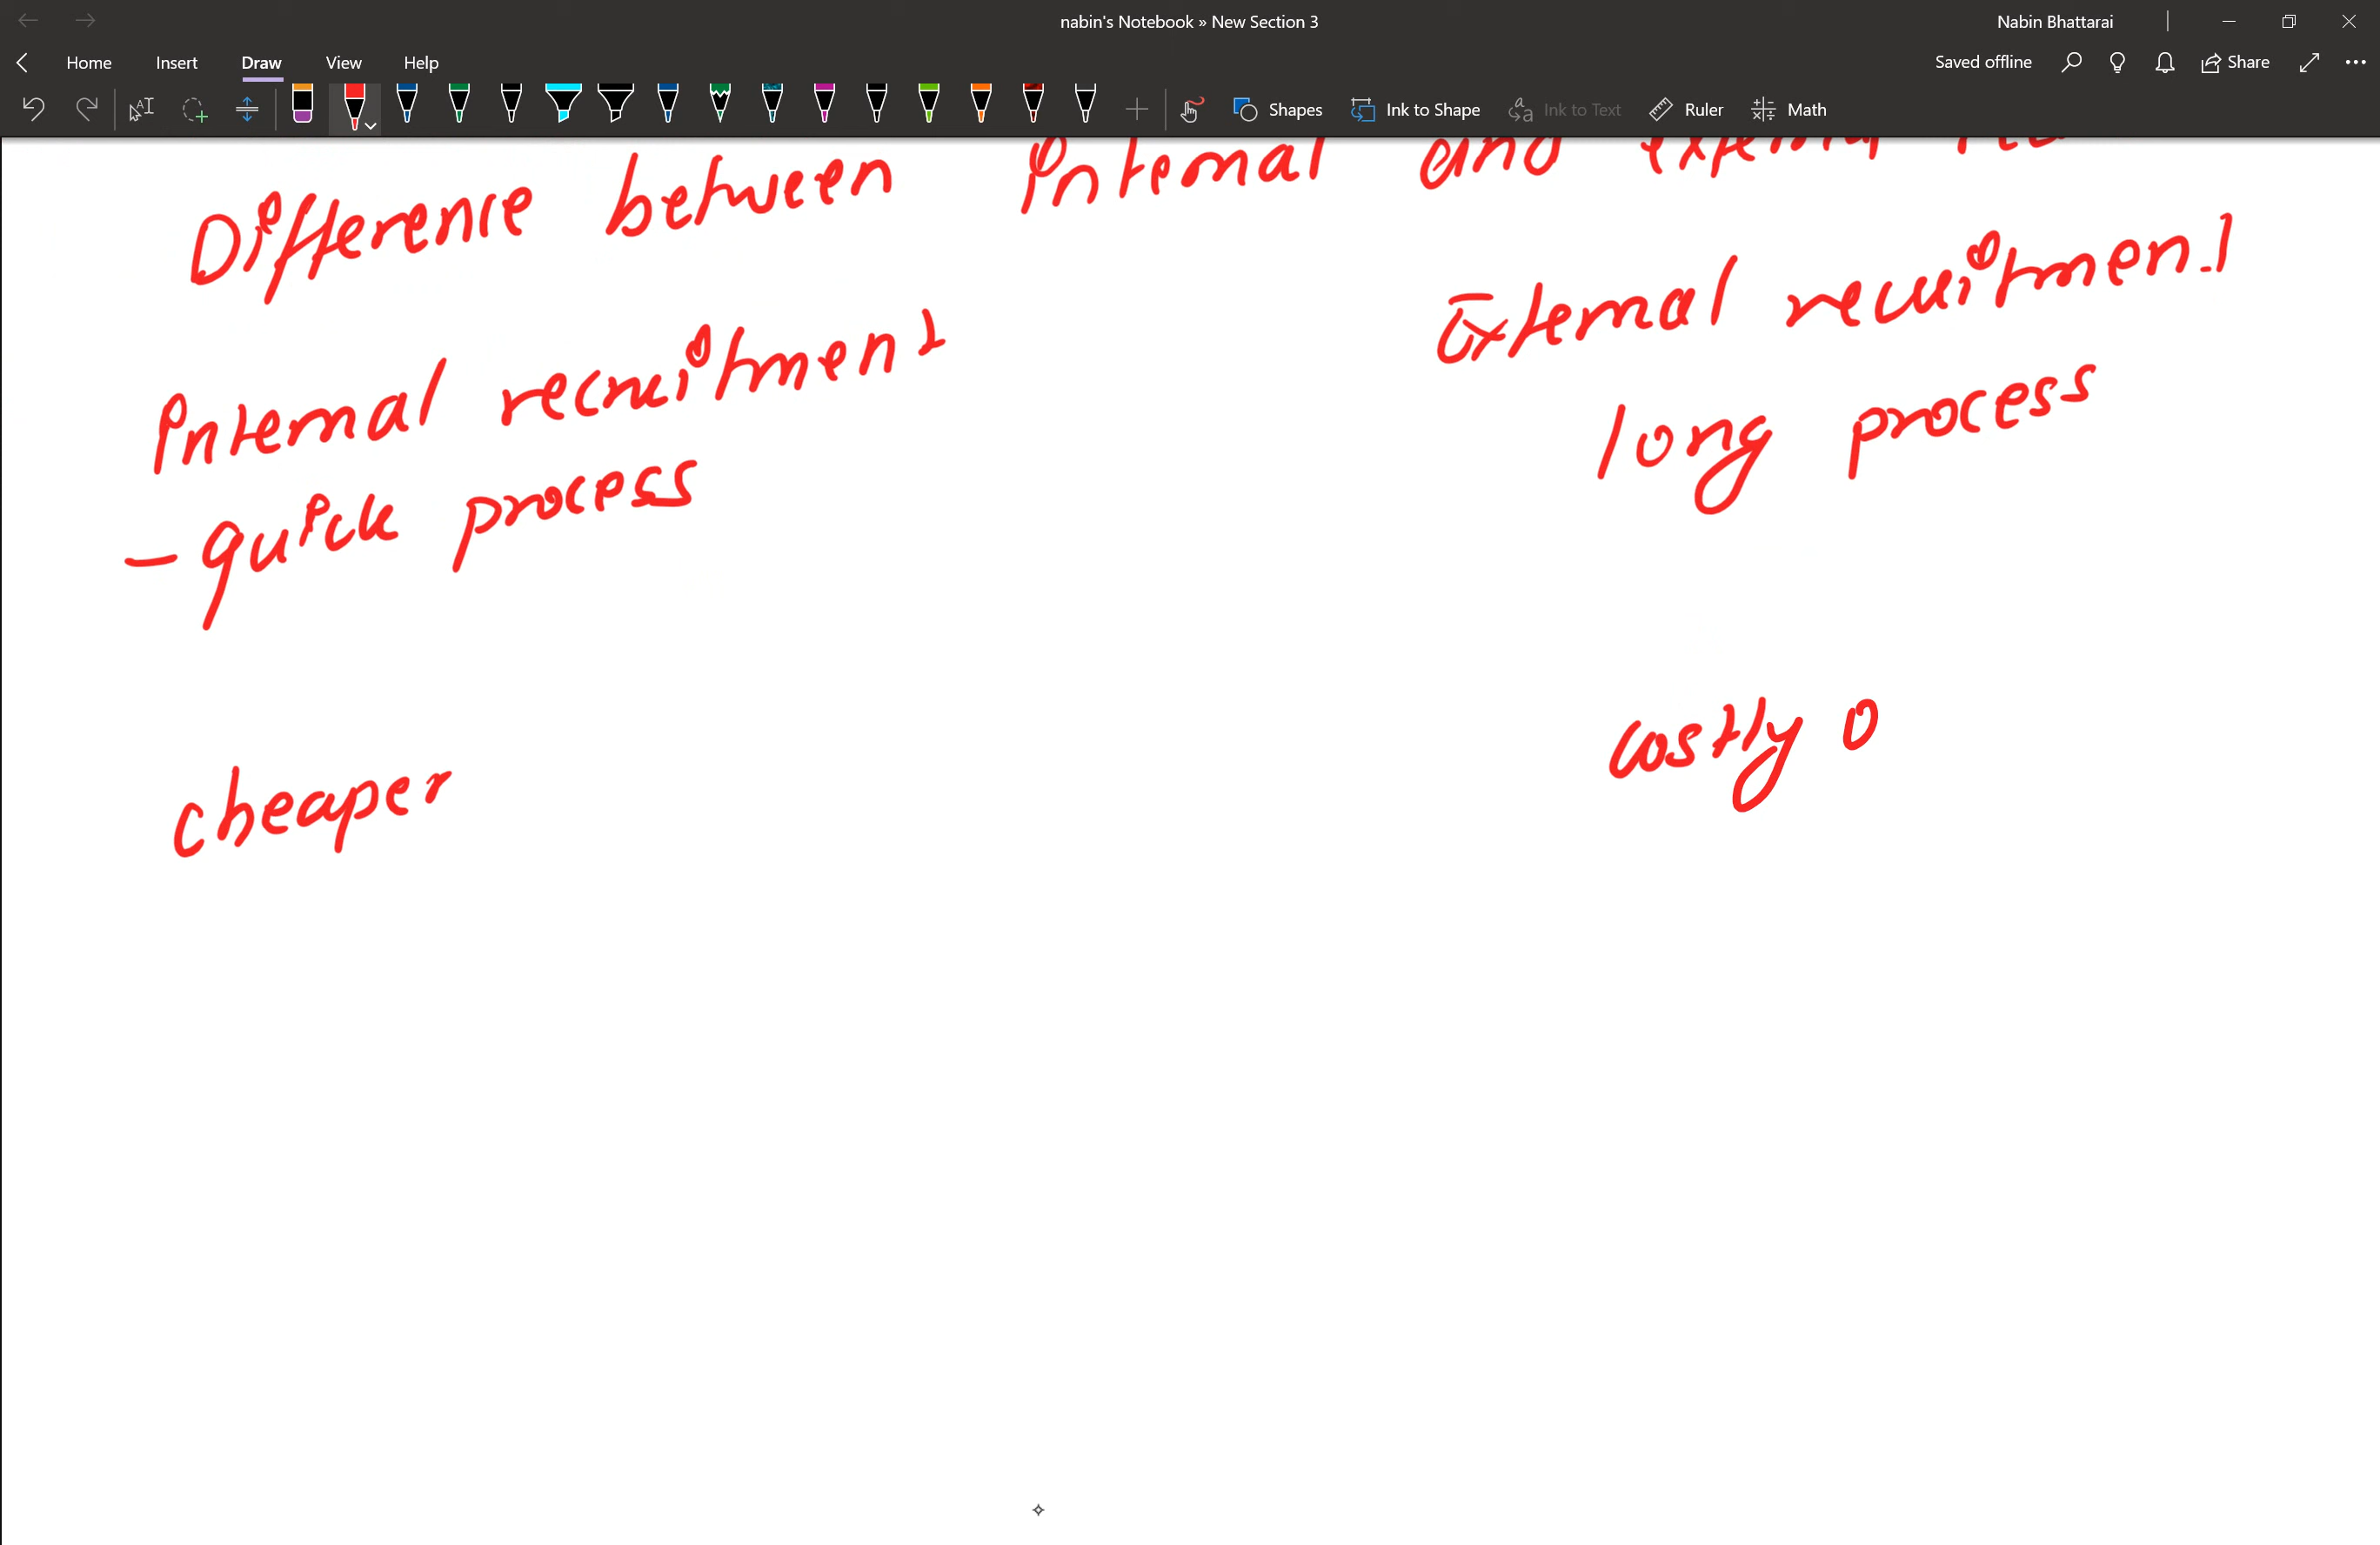 nabin's Notebook » New Section 3
Nabin Bhattarai
Home Insert Draw View Help
Saved offline
Share
Shapes Ink to Shape Ink to Text Ruler Math
Difference between Internal and external
Internal recruitment
External recruitment
- quick process
long process
cheaper
costly